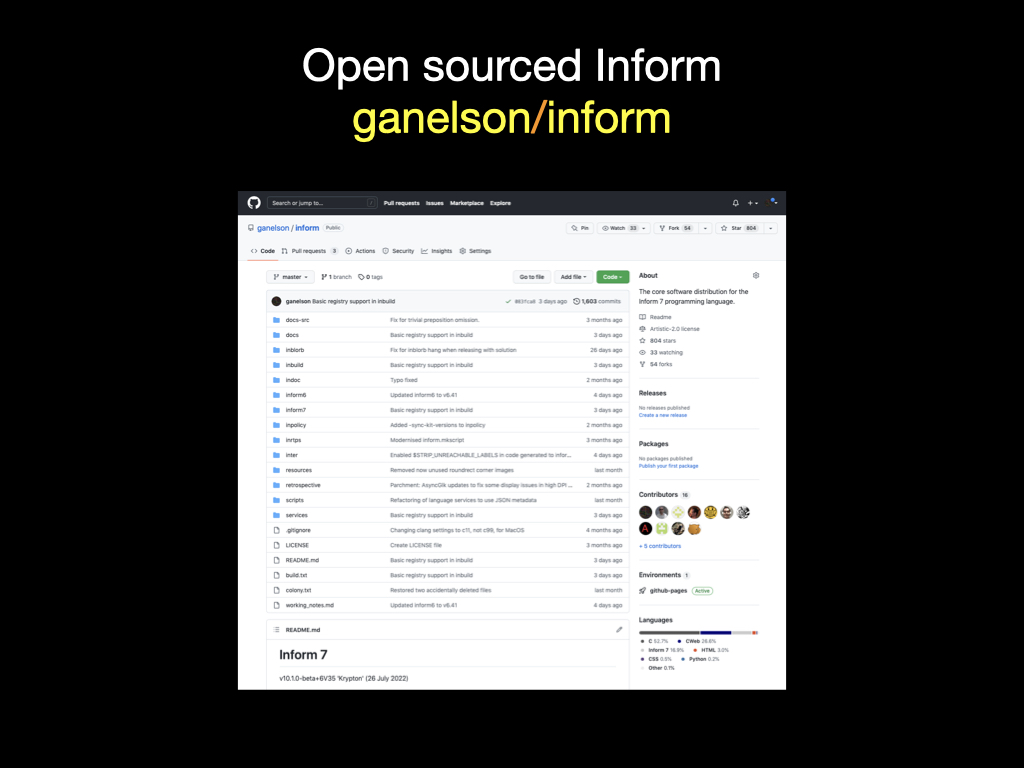 Open sourced Inform
ganelson/inform
Search or jump to... /
Pull requests Issues Marketplace Explore
ganelson / inform Public
Pin Watch 33 Fork 54 Star 804
Code Pull requests 3 Actions Security Insights Settings
master 1 branch 0 tags Go to file Add file Code
ganelson Basic registry support in inbuild 3 days ago 1,603 commits
docs-src Fix for trivial preposition omission. 3 months ago
docs Basic registry support in inbuild 3 days ago
inblorb Fix for inblorb hang when releasing with solution 26 days ago
inbuild Basic registry support in inbuild 3 days ago
indoc Typo fixed 2 months ago
inform6 Updated inform6 to v6.41 4 days ago
inform7 Basic registry support in inbuild 3 days ago
inpolicy Added -sync-kit-versions to inpolicy 2 months ago
inrtps Modernised inform.mkscript 3 months ago
inter Enabled $STRIP_UNREACHABLE_LABELS in code generated to infor... 4 days ago
resources Removed now unused roundrect corner images last month
retrospective Parchment: AsyncGlk updates to fix some display issues in high DPI ... 2 months ago
scripts Refactoring of language services to use JSON metadata last month
services Basic registry support in inbuild 3 days ago
.gitignore Changing clang settings to c11, not c99, for MacOS 4 months ago
LICENSE Create LICENSE file 3 months ago
README.md Basic registry support in inbuild 3 days ago
build.txt Basic registry support in inbuild 3 days ago
colony.txt Restored two accidentally deleted files last month
working_notes.md Updated inform6 to v6.41 4 days ago
README.md
Inform 7
v10.1.0-beta+6V35 'Krypton' (26 July 2022)
About
The core software distribution for the
Inform 7 programming language.
Readme
Artistic-2.0 license
804 stars
33 watching
54 forks
Releases
No releases published
Create a new release
Packages
No packages published
Publish your first package
Contributors 16
+ 5 contributors
Environments 1
github-pages Active
Languages
C 52.7% CWeb 26.6%
Inform 7 16.8% HTML 3.0%
CSS 0.5% Python 0.2%
Other 0.1%